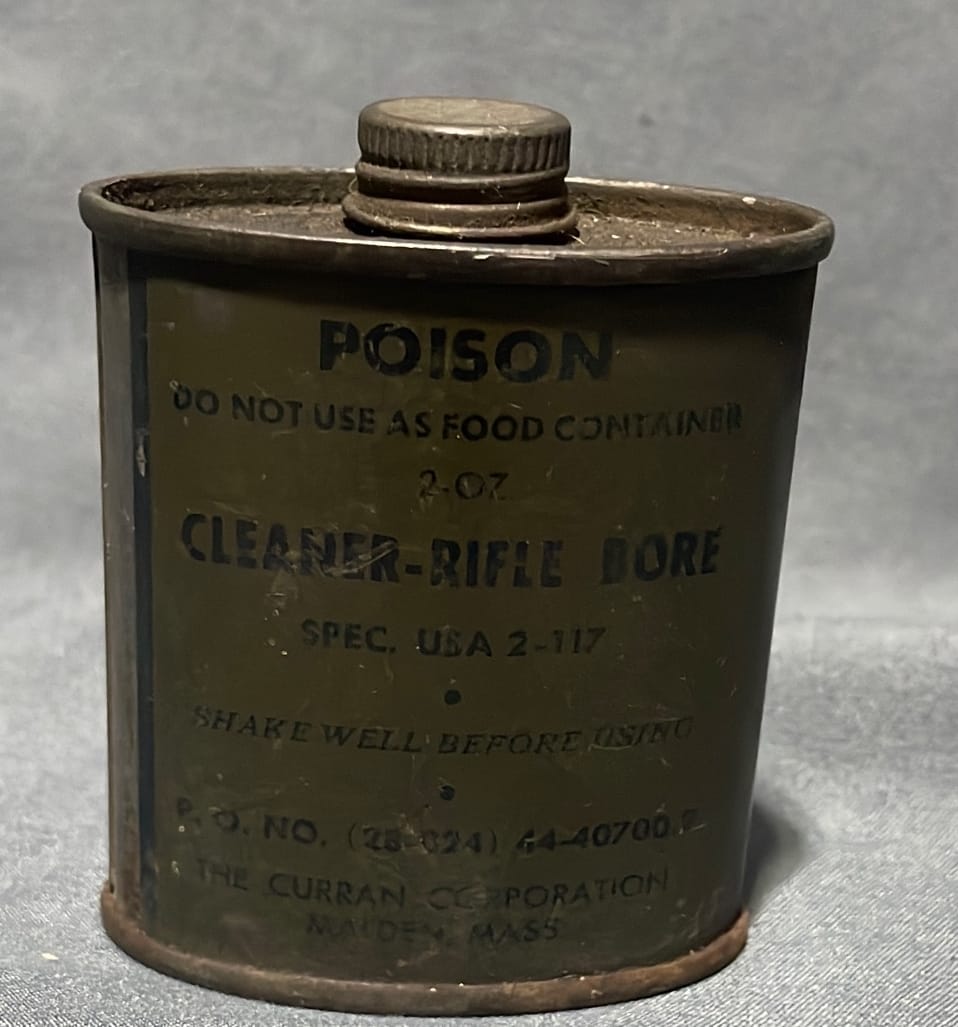 POISON
DO NOT USE AS FOOD CONTAINER
2-OZ
CLEANER-RIFLE BORE
SPEC. USA 2-117
SHAKE WELL BEFORE USING
P. O. NO. (28-024) 44-40700
THE CURRAN CORPORATION
MALDEN, MASS